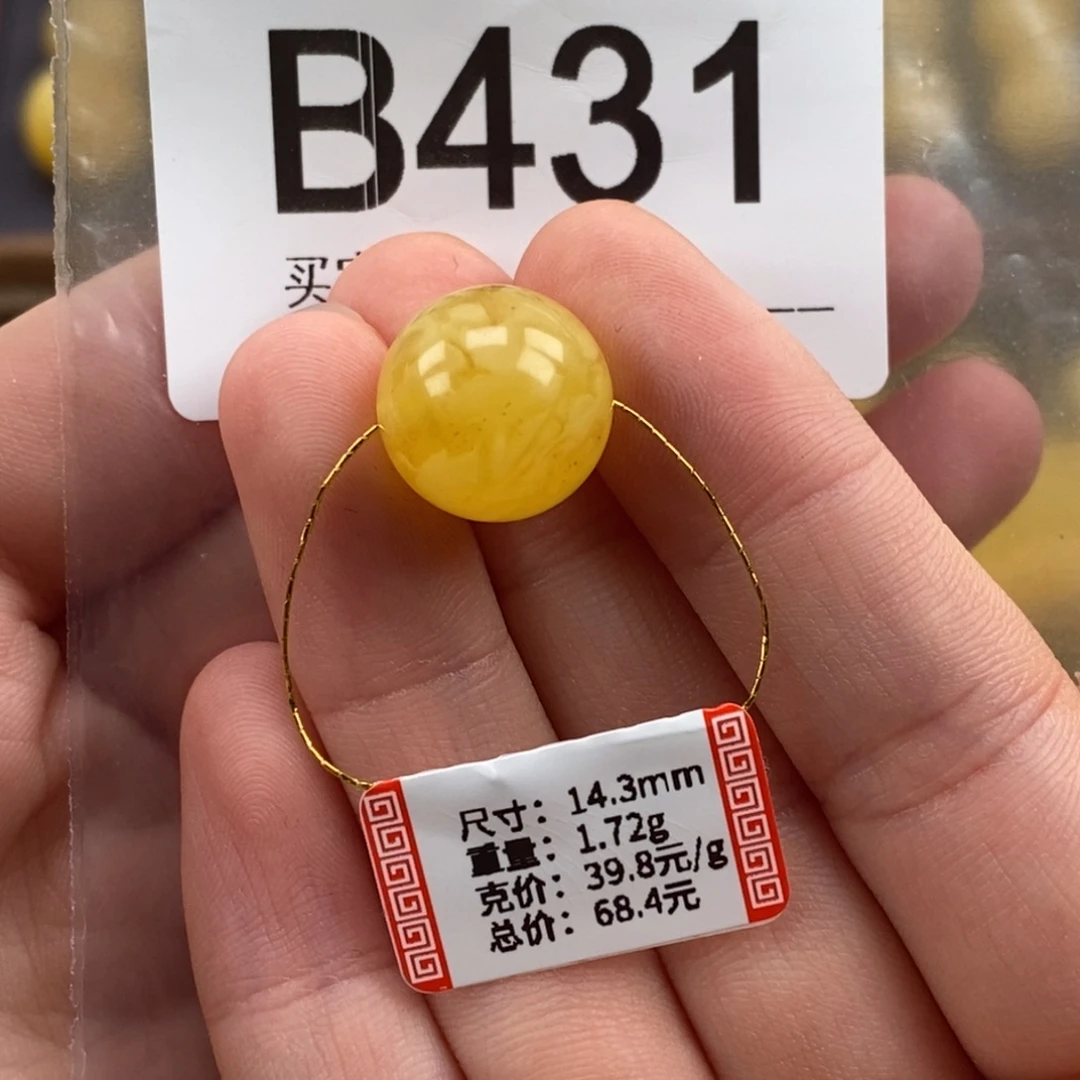 B431
买
尺寸：14.3mm
重量：1.72g
克价：39.8元/g
总价：68.4元